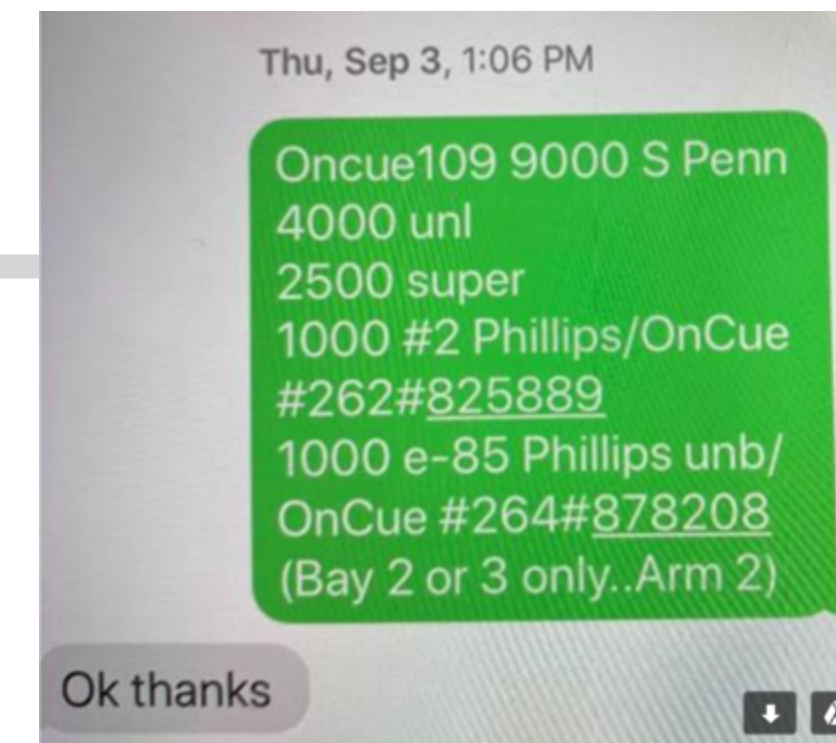 Thu, Sep 3, 1:06 PM
Oncue109 9000 S Penn
4000 unl
2500 super
1000 #2 Phillips/OnCue
#262#825889
1000 e-85 Phillips unb/
OnCue #264#878208
(Bay 2 or 3 only..Arm 2)
Ok thanks